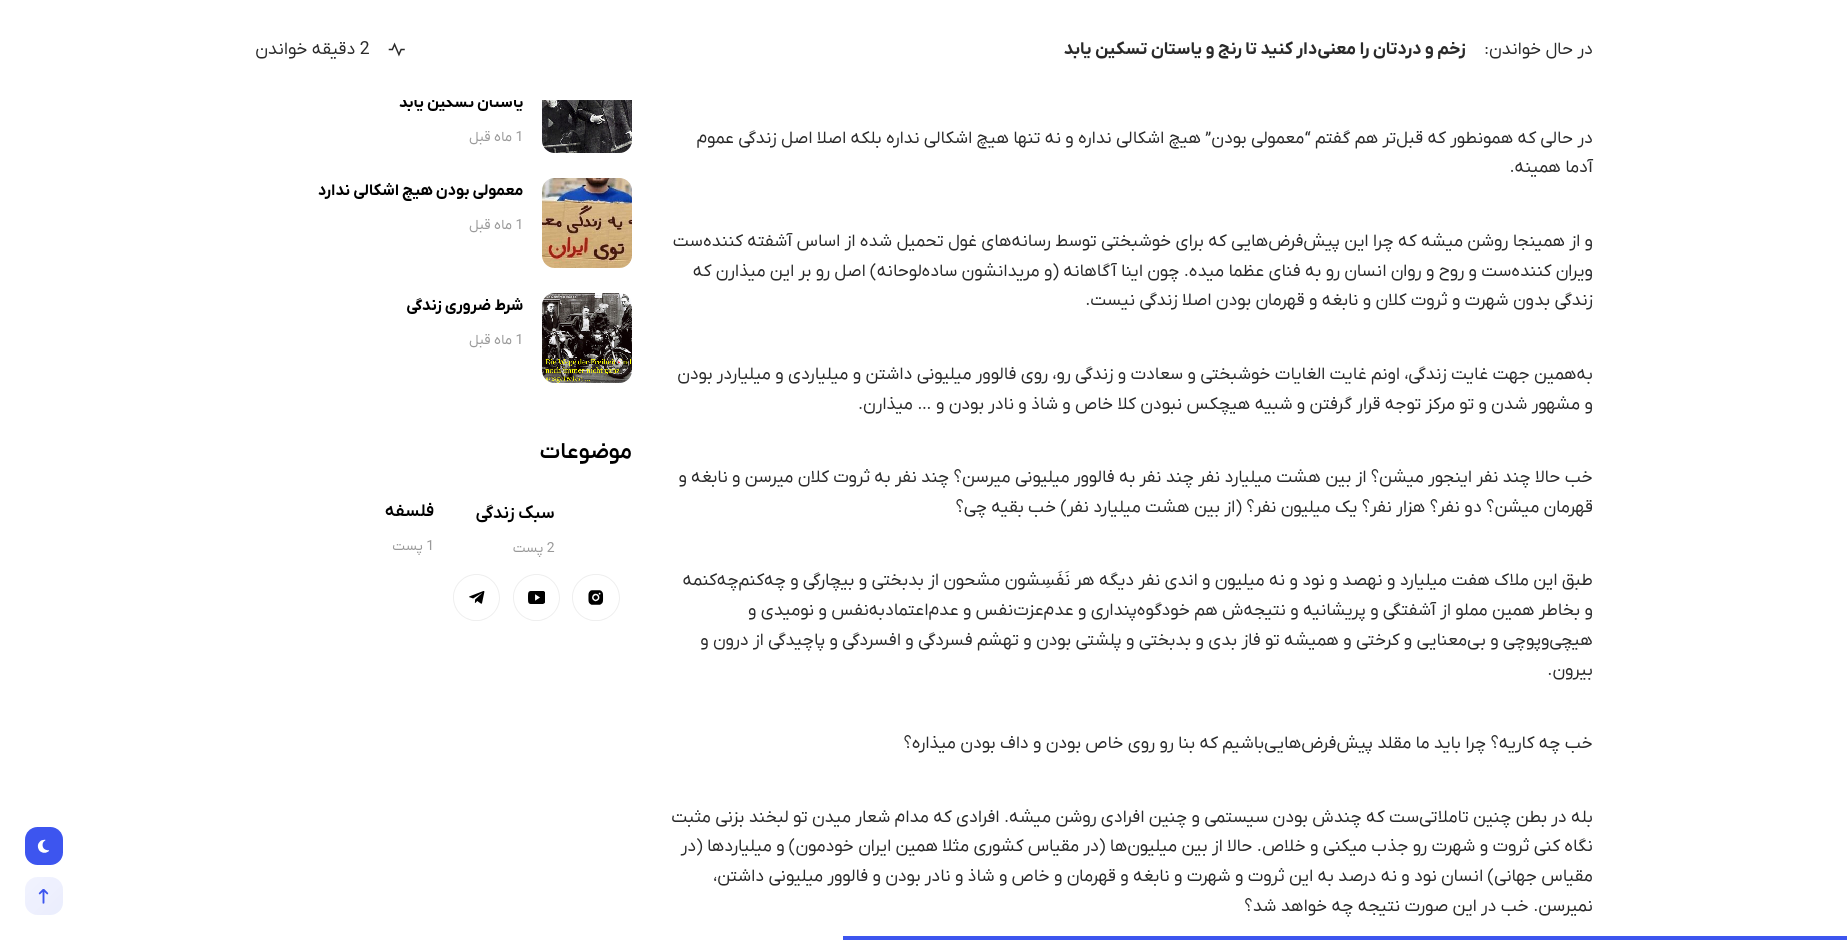 در حال خواندن: زخم و دردتان را معنی‌دار کنید تا رنج و یاستان تسکین یابد
2 دقیقه خواندن
در حالی که همونطور که قبل‌تر هم گفتم “معمولی بودن” هیچ اشکالی نداره و نه تنها هیچ اشکالی نداره بلکه اصلا اصل زندگی عموم
آدما همینه.
و از همینجا روشن میشه که چرا این پیش‌فرض‌هایی که برای خوشبختی توسط رسانه‌های غول تحمیل شده از اساس آشفته کننده‌ست
ویران کننده‌ست و روح و روان انسان رو به فنای عظما میده. چون اینا آگاهانه (و مریدانشون ساده‌لوحانه) اصل رو بر این میذارن که
زندگی بدون شهرت و ثروت کلان و نابغه و قهرمان بودن اصلا زندگی نیست.
به‌همین جهت غایت زندگی، اونم غایت الغایات خوشبختی و سعادت و زندگی رو، روی فالوور میلیونی داشتن و میلیاردی و میلیاردر بودن
و مشهور شدن و تو مرکز توجه قرار گرفتن و شبیه هیچکس نبودن کلا خاص و شاذ و نادر بودن و … میذارن.
خب حالا چند نفر اینجور میشن؟ از بین هشت میلیارد نفر چند نفر به فالوور میلیونی میرسن؟ چند نفر به ثروت کلان میرسن و نابغه و
قهرمان میشن؟ دو نفر؟ هزار نفر؟ یک میلیون نفر؟ (از بین هشت میلیارد نفر) خب بقیه چی؟
طبق این ملاک هفت میلیارد و نهصد و نود و نه میلیون و اندی نفر دیگه هر نَفَسِشون مشحون از بدبختی و بیچارگی و چه‌کنم‌چه‌کنمه
و بخاطر همین مملو از آشفتگی و پریشانیه و نتیجه‌ش هم خودگوه‌پنداری و عدم‌عزت‌نفس و عدم‌اعتمادبه‌نفس و نومیدی و
هیچی‌وپوچی و بی‌معنایی و کرختی و همیشه تو فاز بدی و بدبختی و پلشتی بودن و تهشم فسردگی و افسردگی و پاچیدگی از درون و
بیرون.
خب چه کاریه؟ چرا باید ما مقلد پیش‌فرض‌هایی‌باشیم که بنا رو روی خاص بودن و داف بودن میذاره؟
بله در بطن چنین تاملاتی‌ست که چندش بودن سیستمی و چنین افرادی روشن میشه. افرادی که مدام شعار میدن تو لبخند بزنی مثبت
نگاه کنی ثروت و شهرت رو جذب میکنی و خلاص. حالا از بین میلیون‌ها (در مقیاس کشوری مثلا همین ایران خودمون) و میلیاردها (در
مقیاس جهانی) انسان نود و نه درصد به این ثروت و شهرت و نابغه و قهرمان و خاص و شاذ و نادر بودن و فالوور میلیونی داشتن،
نمیرسن. خب در این صورت نتیجه چه خواهد شد؟
یاستان تسکین یابد
1 ماه قبل
یه زندگی
توی ایران
معمولی بودن هیچ اشکالی ندارد
1 ماه قبل
شرط ضروری زندگی
1 ماه قبل
موضوعات
سبک زندگی
2 پست
فلسفه
1 پست